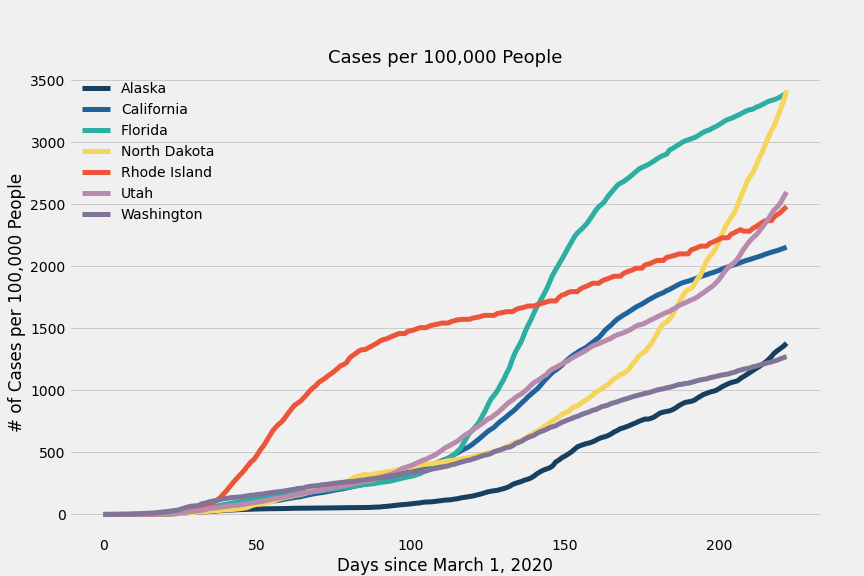 Cases per 100,000 People
Alaska
California
Florida
North Dakota
Rhode Island
Utah
Washington
# of Cases per 100,000 People
3500
3000
2500
2000
1500
1000
500
0
0 50 100 150 200
Days since March 1, 2020